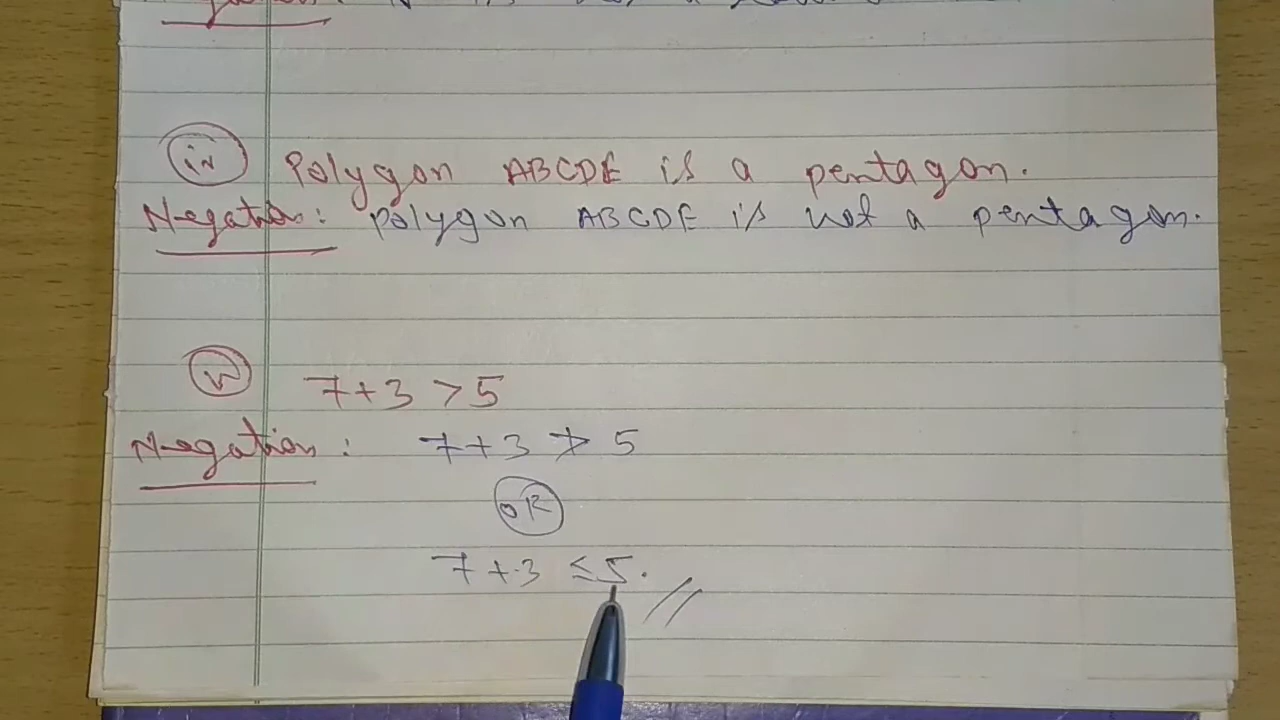 iv Polygon ABCDE is a pentagon.
Negation: Polygon ABCDE is not a pentagon.
v 7+3 > 5
Negation: 7+3 ≯ 5
OR
7+3 ≤ 5.